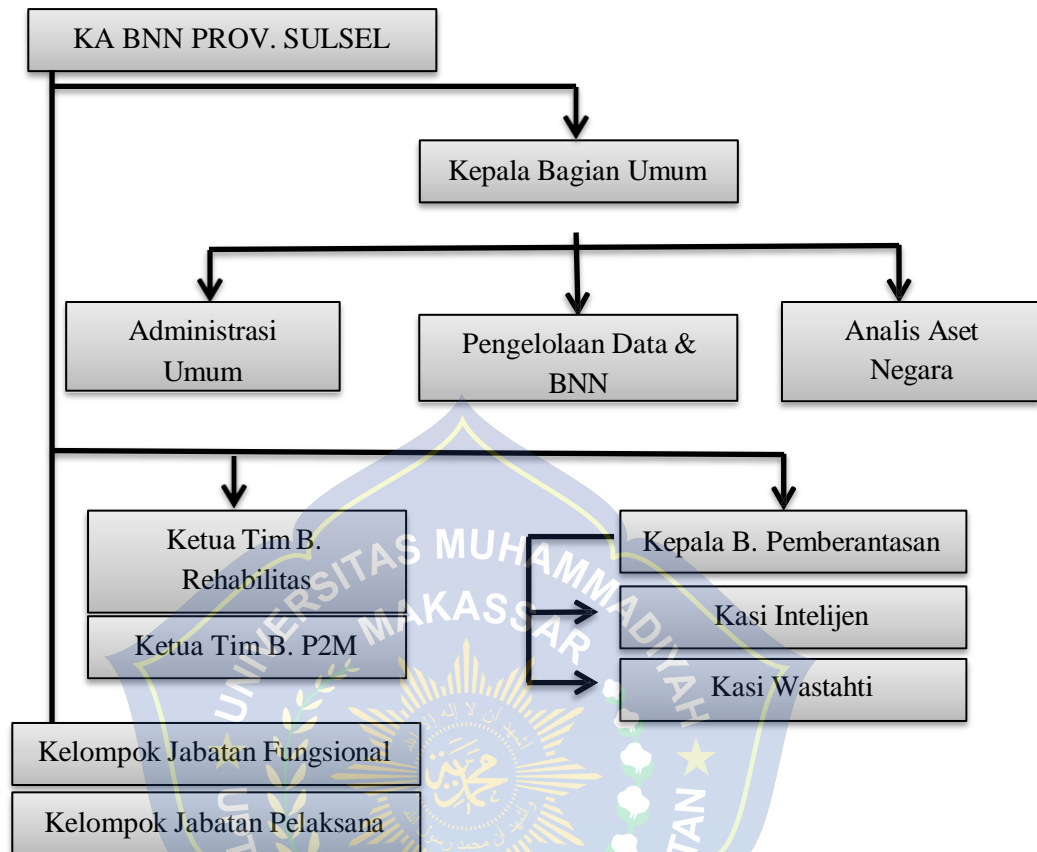 KA BNN PROV. SULSEL
Kepala Bagian Umum
Administrasi
Umum
Pengelolaan Data &
BNN
Analis Aset
Negara
Ketua Tim B.
Rehabilitas
Ketua Tim B. P2M
Kepala B. Pemberantasan
Kasi Intelijen
Kasi Wastahti
Kelompok Jabatan Fungsional
Kelompok Jabatan Pelaksana
UNIVERSITAS MUHAMMADIYAH
MAKASSAR